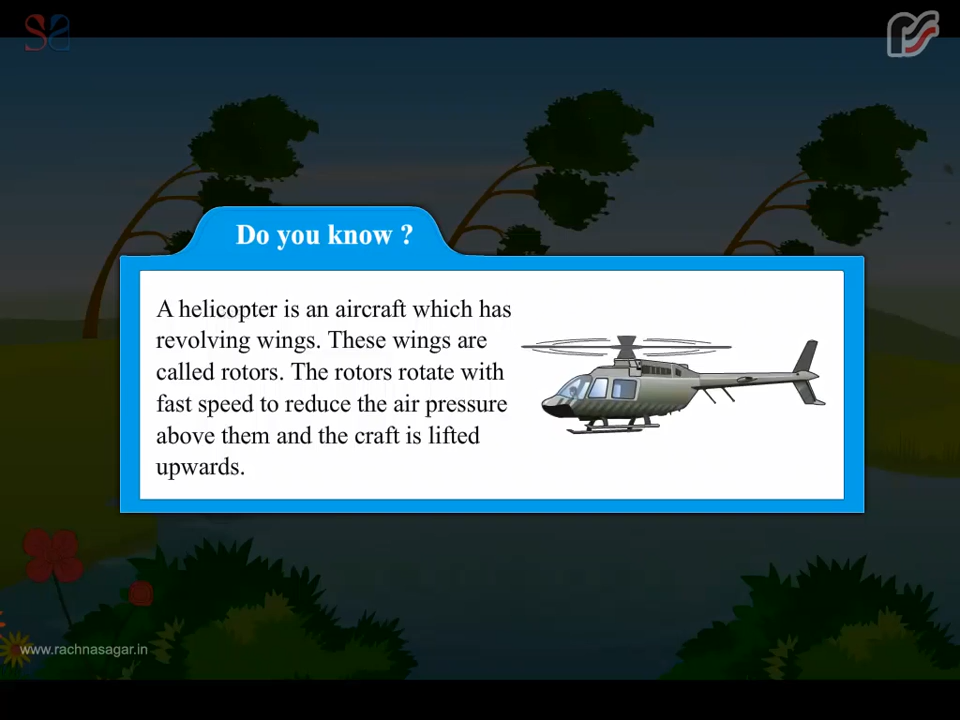 Do you know ?
A helicopter is an aircraft which has
revolving wings. These wings are
called rotors. The rotors rotate with
fast speed to reduce the air pressure
above them and the craft is lifted
upwards.
www.rachnasagar.in